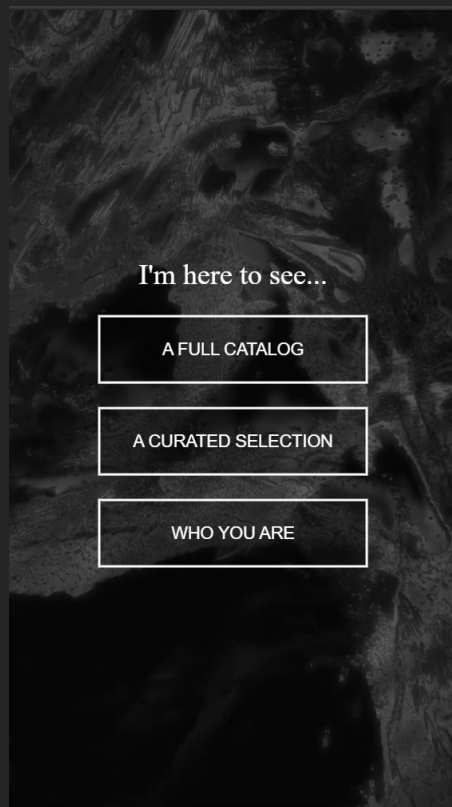 I'm here to see...
A FULL CATALOG
A CURATED SELECTION
WHO YOU ARE